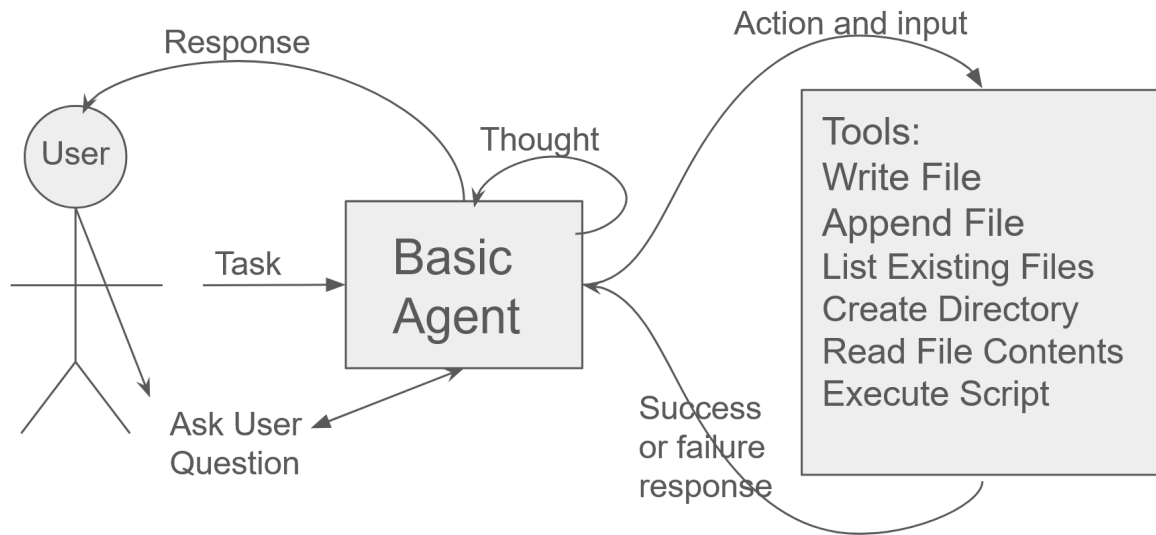 Response
Action and input
User
Thought
Task
Basic
Agent
Tools:
Write File
Append File
List Existing Files
Create Directory
Read File Contents
Execute Script
Ask User
Question
Success
or failure
response